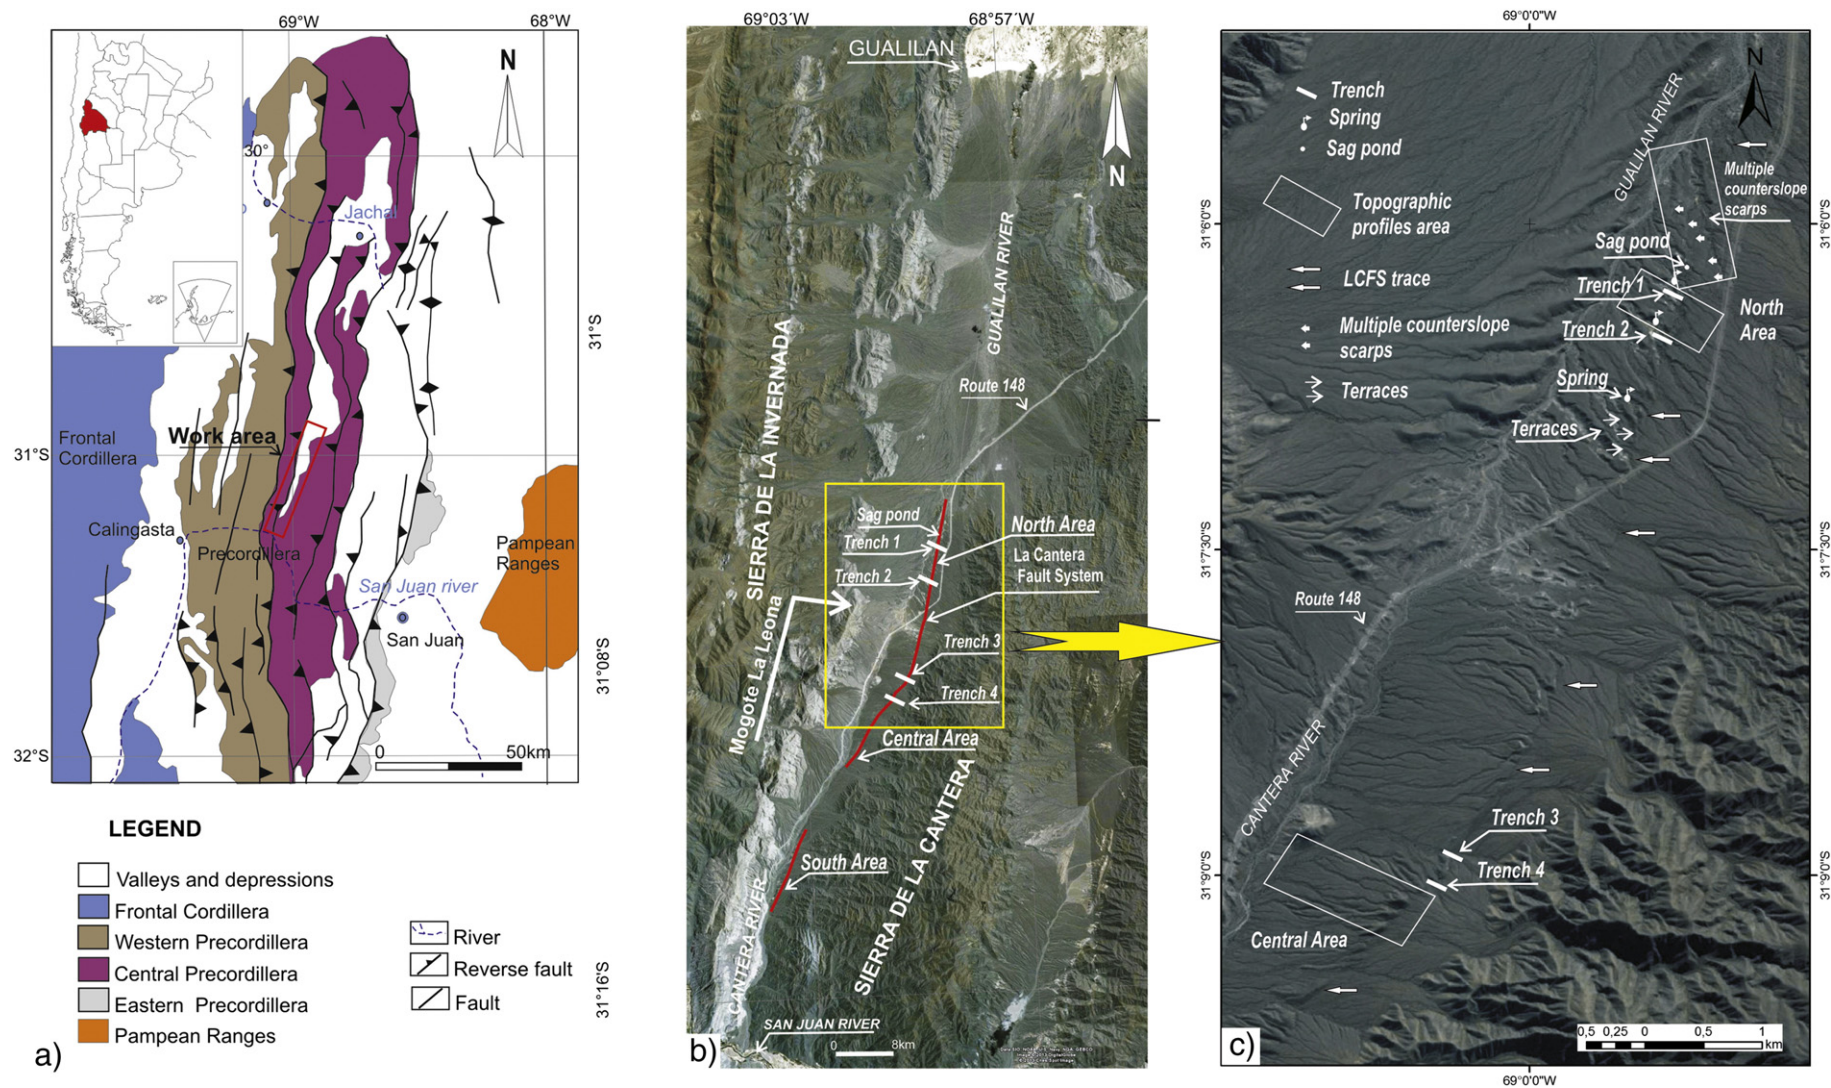 69°W
68°W
N
30°
Jachal
Work area
Frontal
Cordillera
31°S
Calingasta
Precordillera
San Juan river
San Juan
Pampean
Ranges
32°S
0
50km
31°S
31°08'S
31°16'S
LEGEND
Valleys and depressions
Frontal Cordillera
Western Precordillera
Central Precordillera
Eastern Precordillera
Pampean Ranges
River
Reverse fault
Fault
a)
69°03'W
68°57'W
GUALILAN
N
SIERRA DE LA INVERNADA
GUALILAN RIVER
Route 148
Sag pond
Trench 1
Trench 2
North Area
La Cantera
Fault System
Mogote La Leona
Trench 3
Trench 4
Central Area
South Area
SIERRA DE LA CANTERA
CANTERA RIVER
SAN JUAN RIVER
0
8km
b)
69°0'0"W
Trench
Spring
Sag pond
Topographic
profiles area
LCFS trace
Multiple counterslope
scarps
Terraces
N
GUALILAN RIVER
Multiple
counterslope
scarps
Sag pond
Trench 1
Trench 2
North
Area
Spring
Terraces
Route 148
CANTERA RIVER
Trench 3
Trench 4
Central Area
31°6'0"S
31°7'30"S
31°9'0"S
31°6'0"S
31°7'30"S
31°9'0"S
0,5 0,25 0 0,5 1
km
c)
69°0'0"W